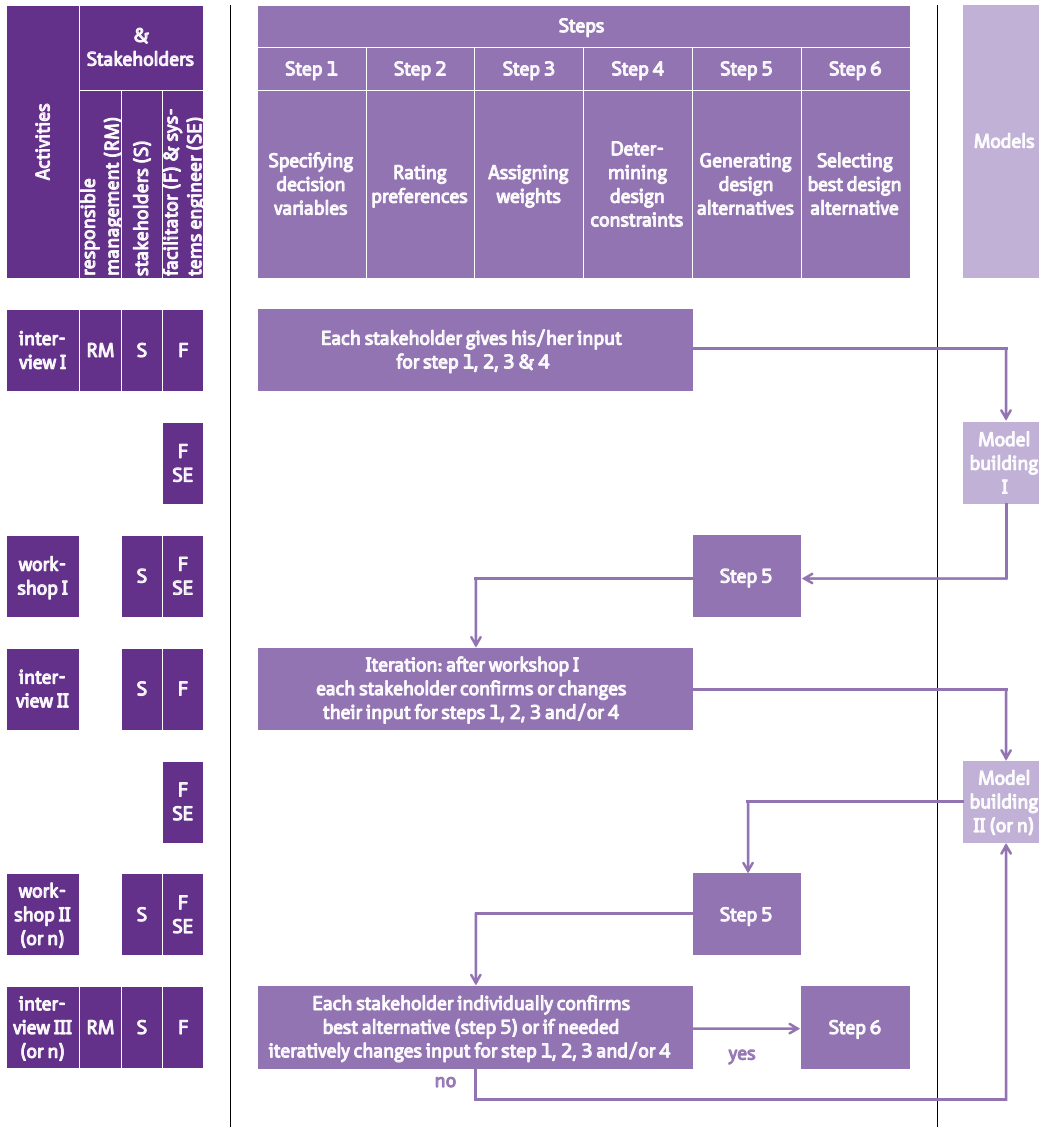 Activities
&
Stakeholders
responsible
management (RM)
stakeholders (S)
facilitator (F) & sys-
tems engineer (SE)
Steps
Step 1
Step 2
Step 3
Step 4
Step 5
Step 6
Specifying
decision
variables
Rating
preferences
Assigning
weights
Deter-
mining
design
constraints
Generating
design
alternatives
Selecting
best design
alternative
Models
inter-
view I
RM
S
F
Each stakeholder gives his/her input
for step 1, 2, 3 & 4
F
SE
Model
building
I
work-
shop I
S
F
SE
Step 5
inter-
view II
S
F
Iteration: after workshop I
each stakeholder confirms or changes
their input for steps 1, 2, 3 and/or 4
F
SE
Model
building
II (or n)
work-
shop II
(or n)
S
F
SE
Step 5
inter-
view III
(or n)
RM
S
F
Each stakeholder individually confirms
best alternative (step 5) or if needed
iteratively changes input for step 1, 2, 3 and/or 4
yes
Step 6
no